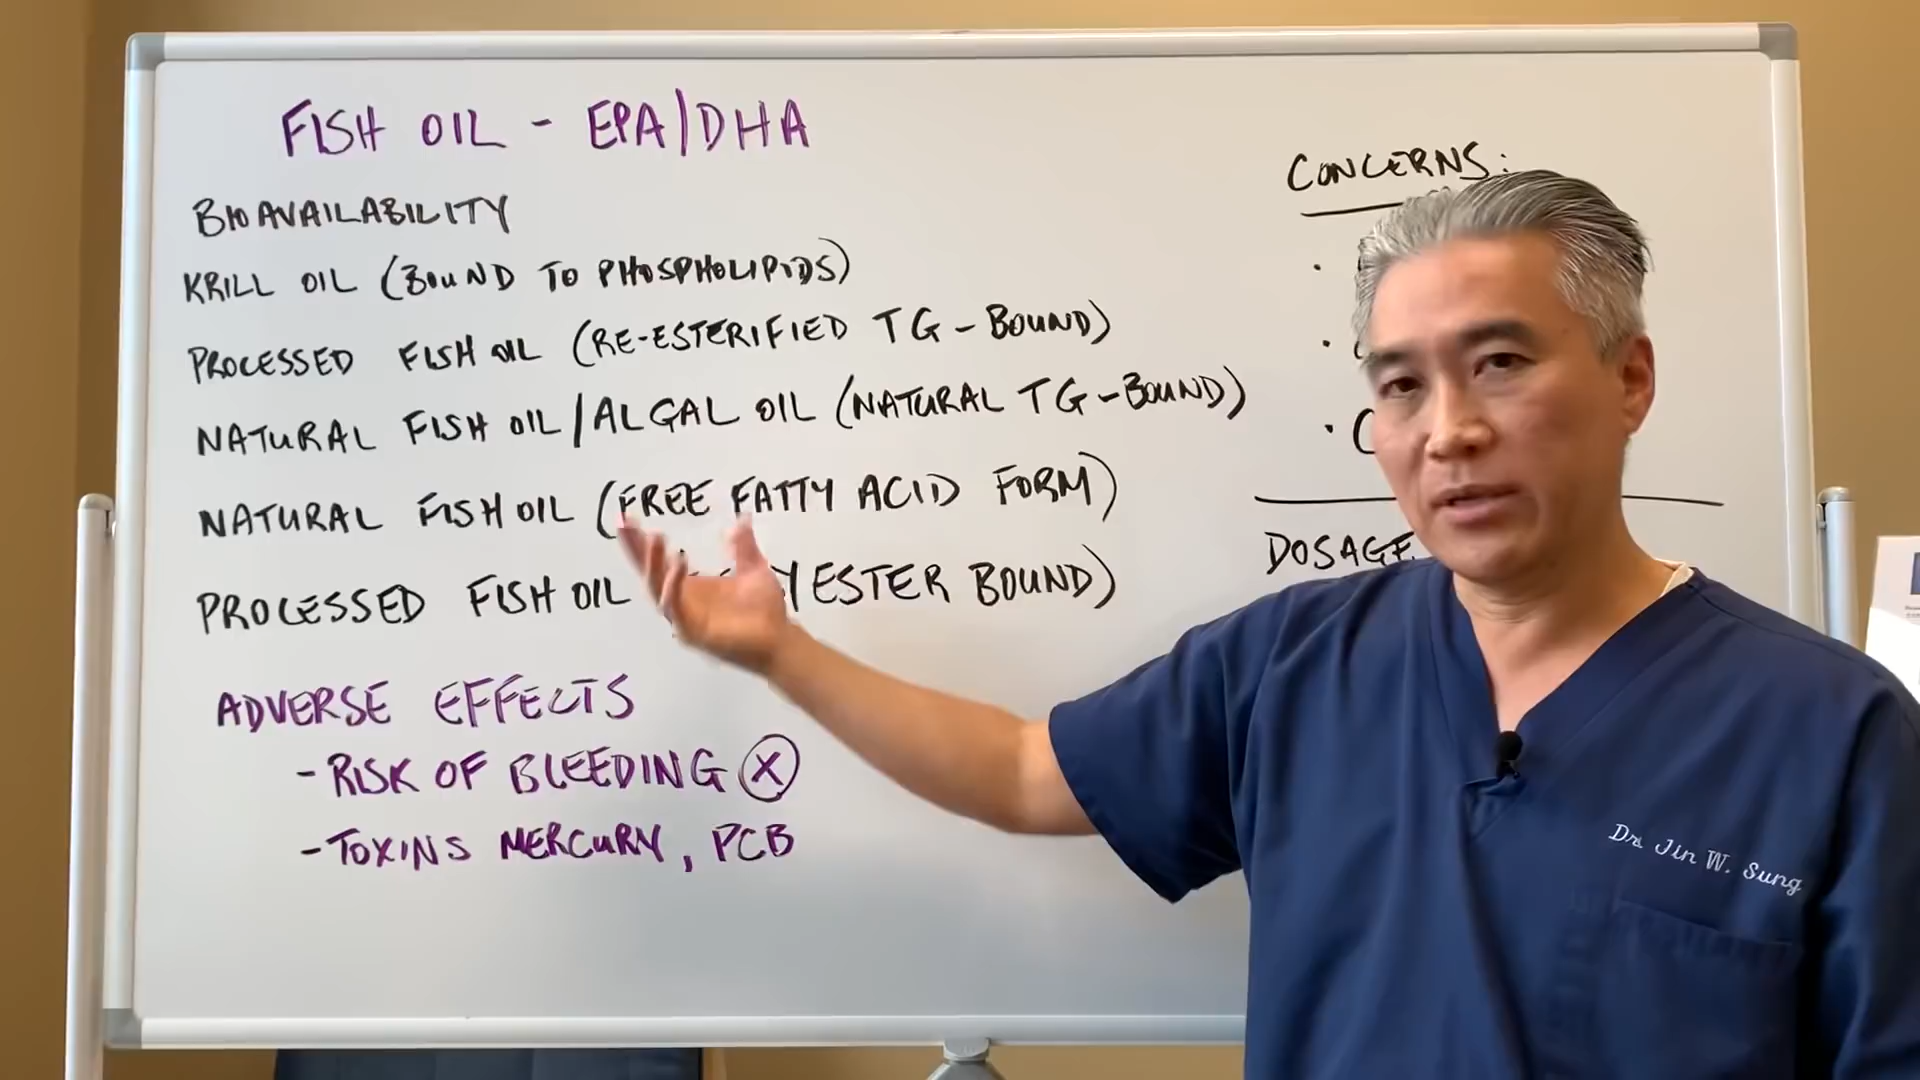 FISH OIL - EPA/DHA
BIOAVAILABILITY
KRILL OIL (BOUND TO PHOSPHOLIPIDS)
PROCESSED FISH OIL (RE-ESTERIFIED TG-BOUND)
NATURAL FISH OIL/ALGAL OIL (NATURAL TG-BOUND)
NATURAL FISH OIL (FREE FATTY ACID FORM)
PROCESSED FISH OIL ESTER BOUND)
ADVERSE EFFECTS
-RISK OF BLEEDING X
-TOXINS MERCURY, PCB
CONCERNS:
DOSAGE
Dr. Jin W. Sung